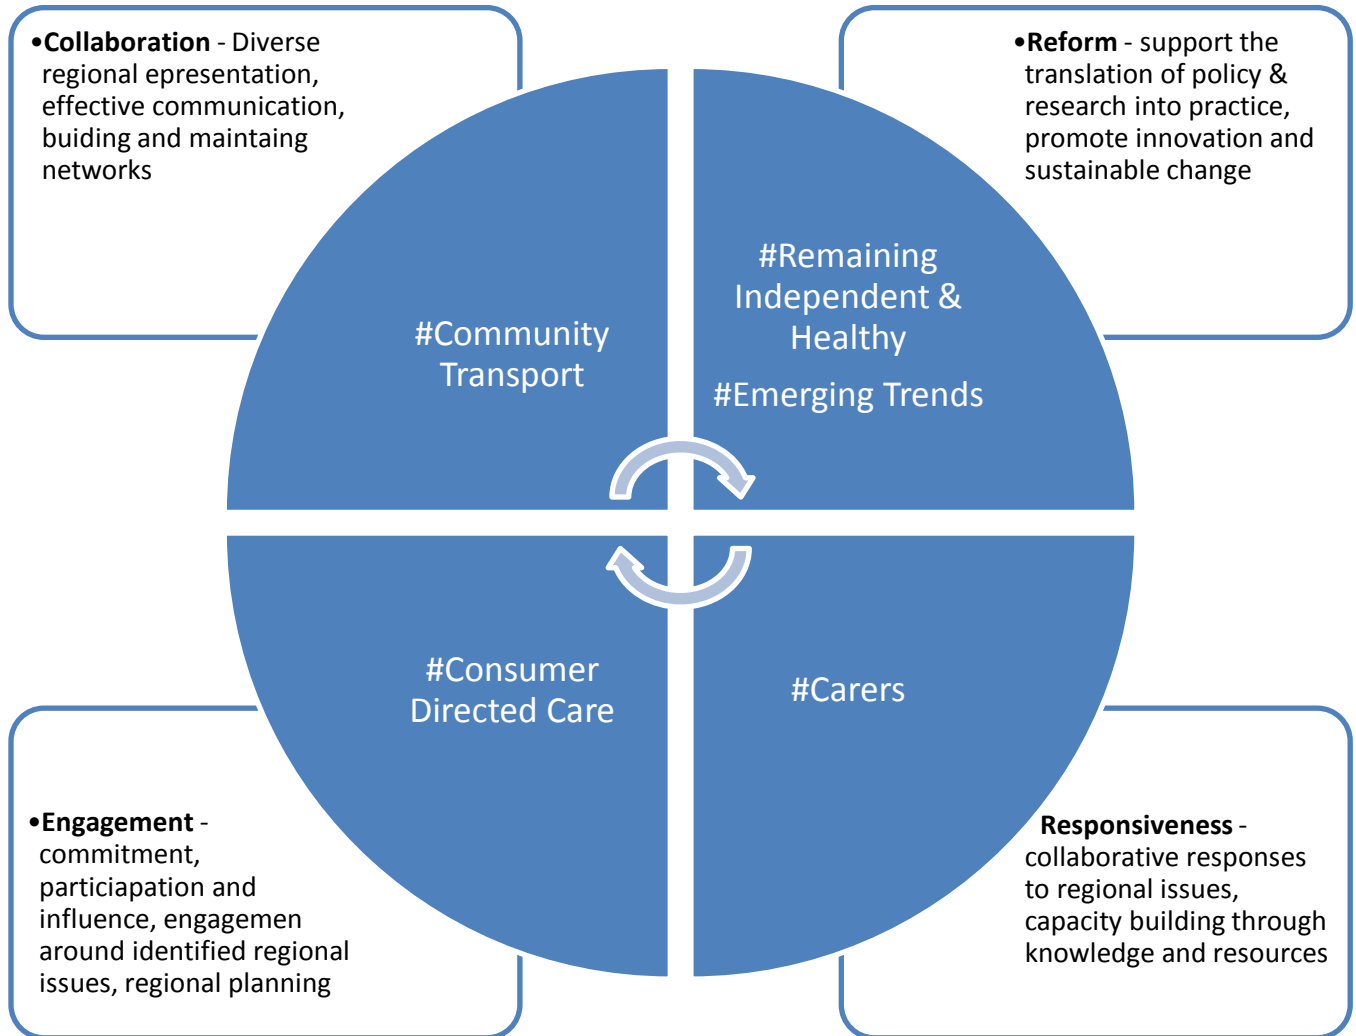 •Collaboration - Diverse
regional epresentation,
effective communication,
buiding and maintaing
networks
•Reform - support the
translation of policy &
research into practice,
promote innovation and
sustainable change
#Community
Transport
#Remaining
Independent &
Healthy
#Emerging Trends
#Consumer
Directed Care
#Carers
•Engagement -
commitment,
particiapation and
influence, engagemen
around identified regional
issues, regional planning
Responsiveness -
collaborative responses
to regional issues,
capacity building through
knowledge and resources